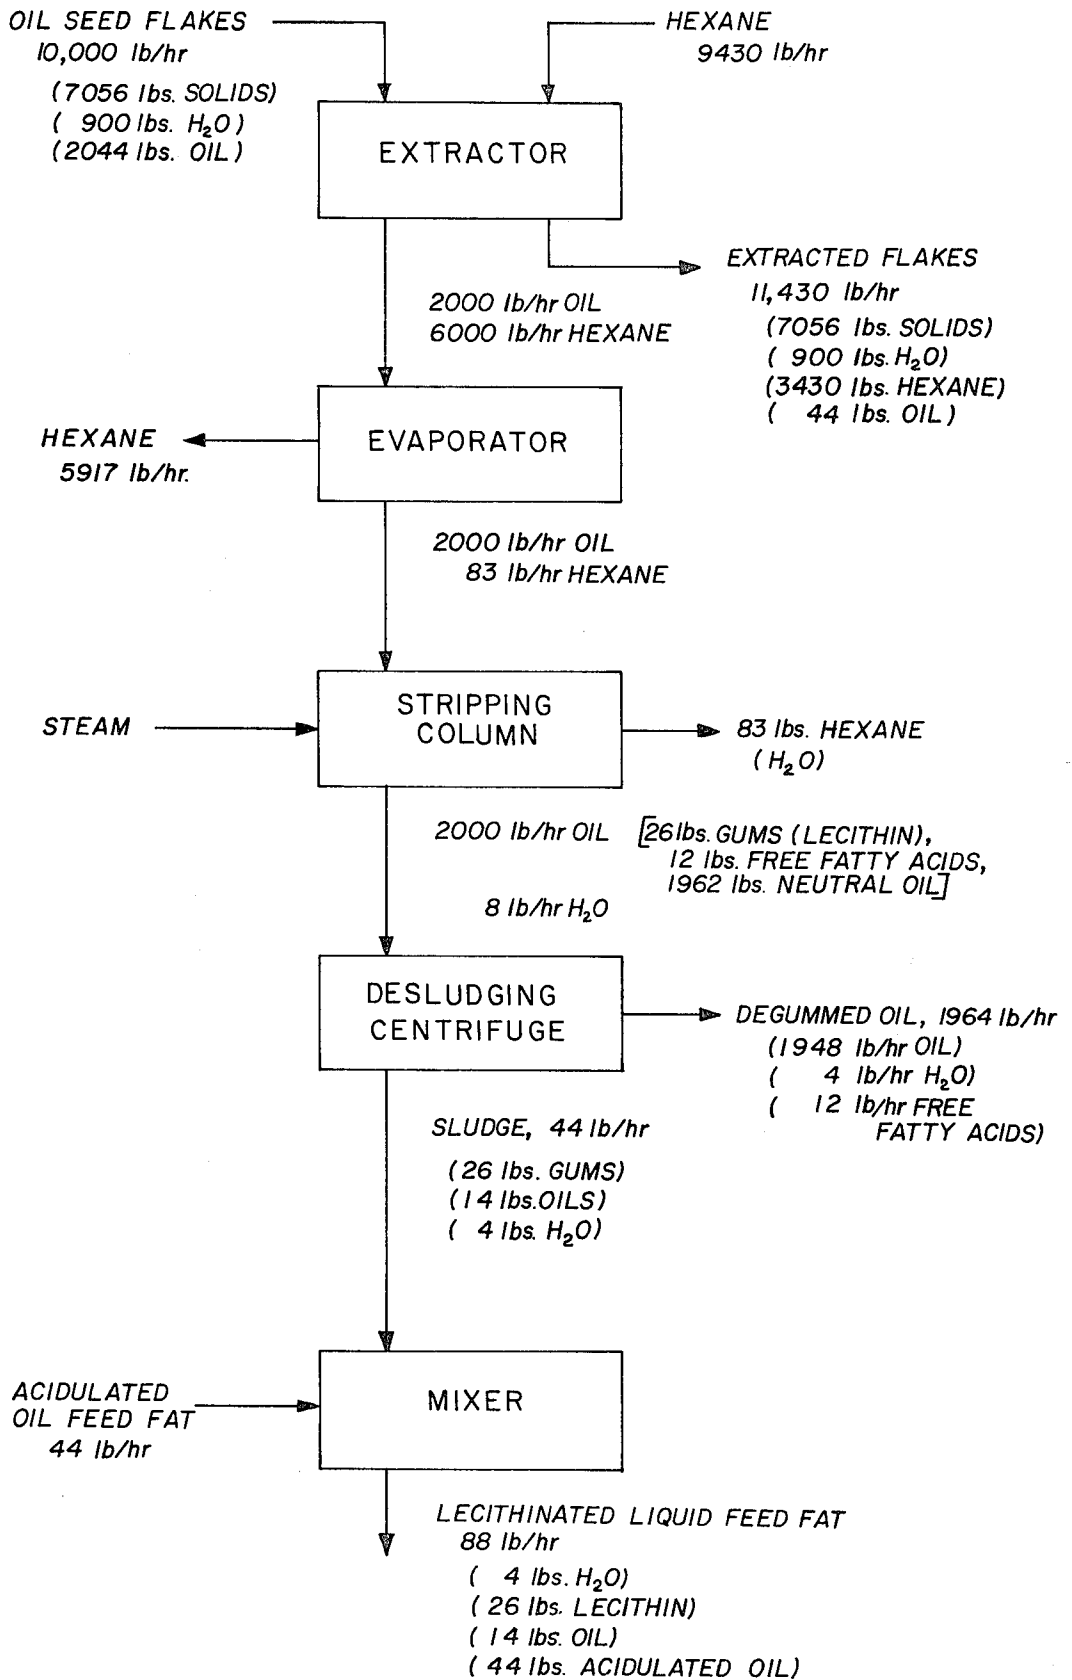 OIL SEED FLAKES
10,000 lb/hr
(7056 lbs. SOLIDS)
( 900 lbs. H₂O)
(2044 lbs. OIL)
HEXANE
9430 lb/hr
EXTRACTOR
EXTRACTED FLAKES
11,430 lb/hr
(7056 lbs. SOLIDS)
( 900 lbs. H₂O)
(3430 lbs. HEXANE)
( 44 lbs. OIL)
2000 lb/hr OIL
6000 lb/hr HEXANE
HEXANE
5917 lb/hr.
EVAPORATOR
2000 lb/hr OIL
83 lb/hr HEXANE
STEAM
STRIPPING
COLUMN
83 lbs. HEXANE
(H₂O)
2000 lb/hr OIL [26 lbs. GUMS (LECITHIN),
12 lbs. FREE FATTY ACIDS,
1962 lbs. NEUTRAL OIL]
8 lb/hr H₂O
DESLUDGING
CENTRIFUGE
DEGUMMED OIL, 1964 lb/hr
(1948 lb/hr OIL)
( 4 lb/hr H₂O)
( 12 lb/hr FREE
FATTY ACIDS)
SLUDGE, 44 lb/hr
(26 lbs. GUMS)
(14 lbs. OILS)
( 4 lbs. H₂O)
ACIDULATED
OIL FEED FAT
44 lb/hr
MIXER
LECITHINATED LIQUID FEED FAT
88 lb/hr
( 4 lbs. H₂O)
(26 lbs. LECITHIN)
(14 lbs. OIL)
(44 lbs. ACIDULATED OIL)